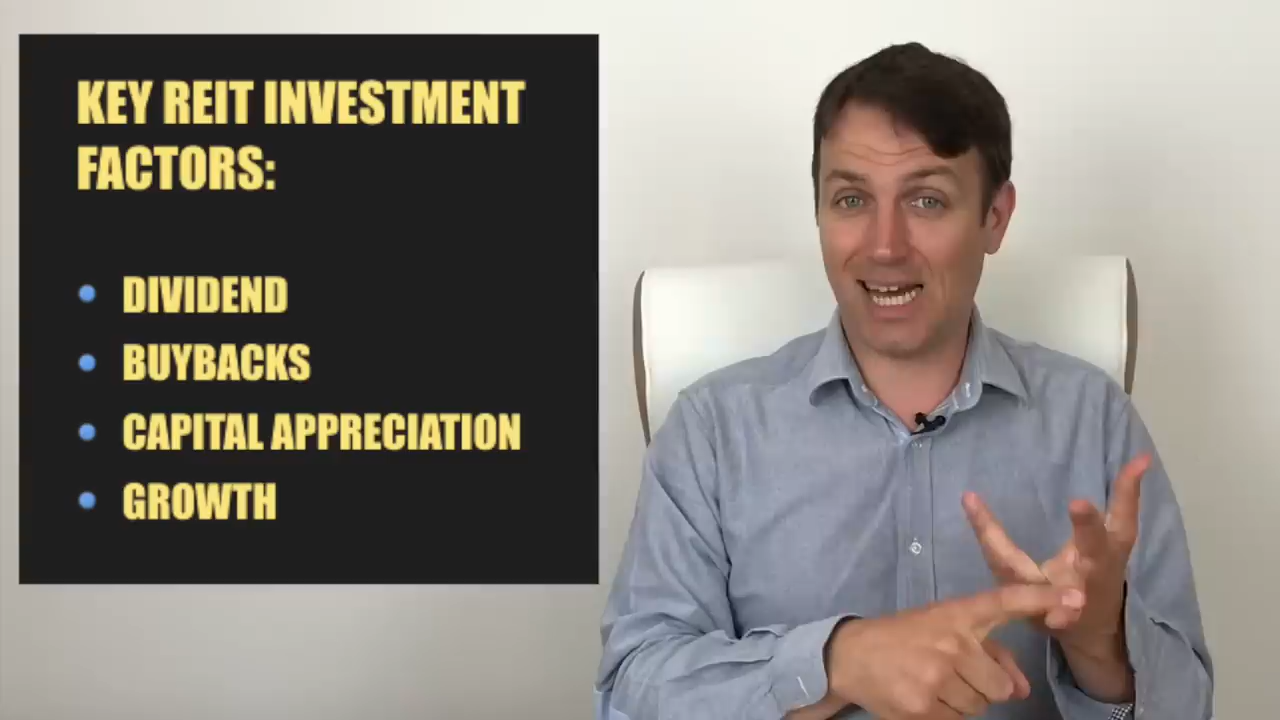 KEY REIT INVESTMENT
FACTORS:
DIVIDEND
BUYBACKS
CAPITAL APPRECIATION
GROWTH